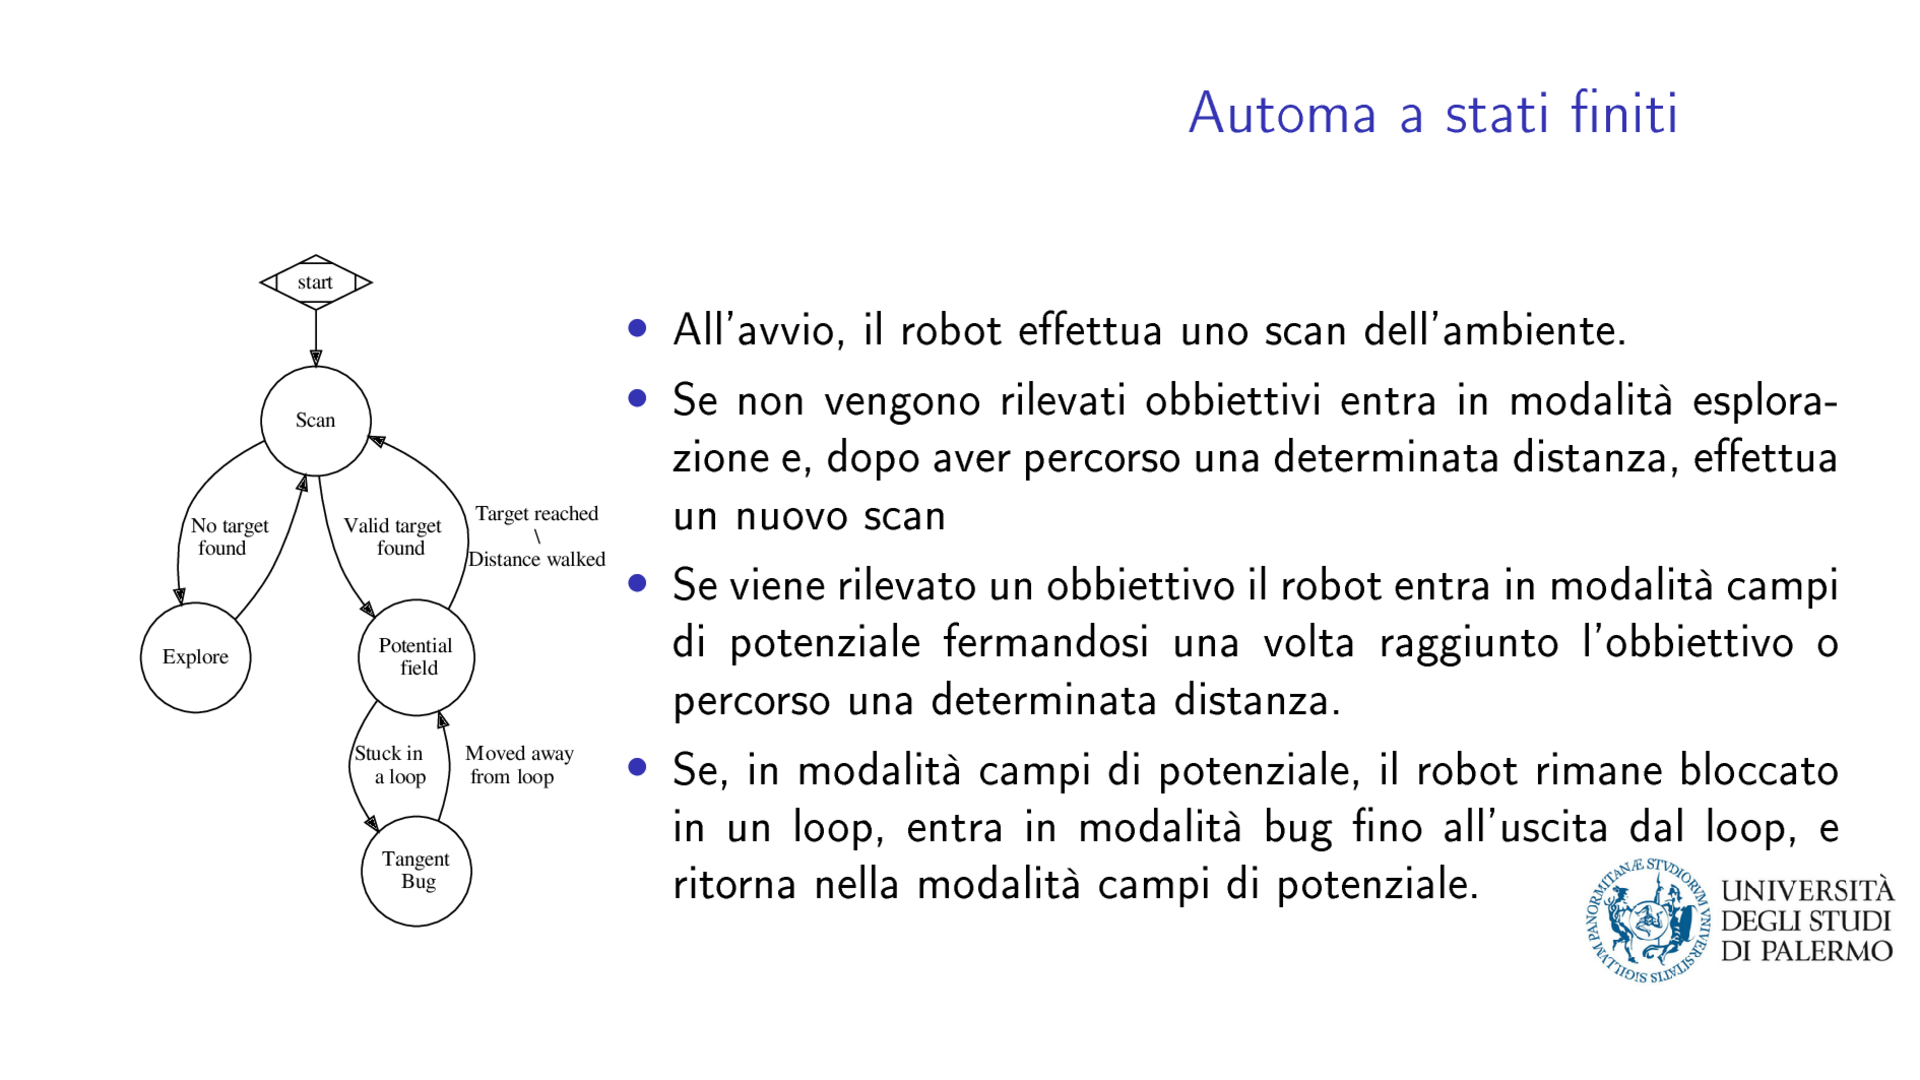 Automa a stati finiti
start
Scan
No target
found
Valid target
found
Target reached
\
Distance walked
Explore
Potential
field
Stuck in
a loop
Moved away
from loop
Tangent
Bug
• All'avvio, il robot effettua uno scan dell'ambiente.
• Se non vengono rilevati obbiettivi entra in modalità esplora-
zione e, dopo aver percorso una determinata distanza, effettua
un nuovo scan
• Se viene rilevato un obbiettivo il robot entra in modalità campi
di potenziale fermandosi una volta raggiunto l'obbiettivo o
percorso una determinata distanza.
• Se, in modalità campi di potenziale, il robot rimane bloccato
in un loop, entra in modalità bug fino all'uscita dal loop, e
ritorna nella modalità campi di potenziale.
SIGILLVM PANORMITANÆ STVDIORVM VNIVERSITATIS
UNIVERSITÀ
DEGLI STUDI
DI PALERMO